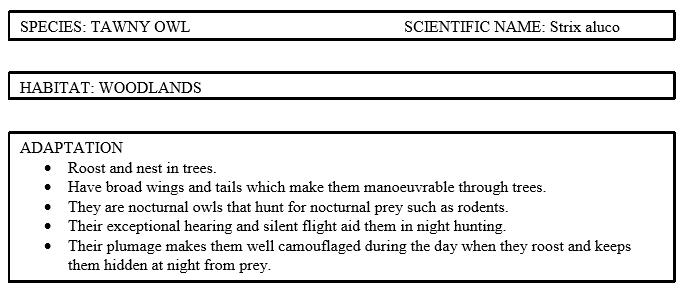 SPECIES: TAWNY OWL SCIENTIFIC NAME: Strix aluco
HABITAT: WOODLANDS
ADAPTATION
• Roost and nest in trees.
• Have broad wings and tails which make them manoeuvrable through trees.
• They are nocturnal owls that hunt for nocturnal prey such as rodents.
• Their exceptional hearing and silent flight aid them in night hunting.
• Their plumage makes them well camouflaged during the day when they roost and keeps
them hidden at night from prey.